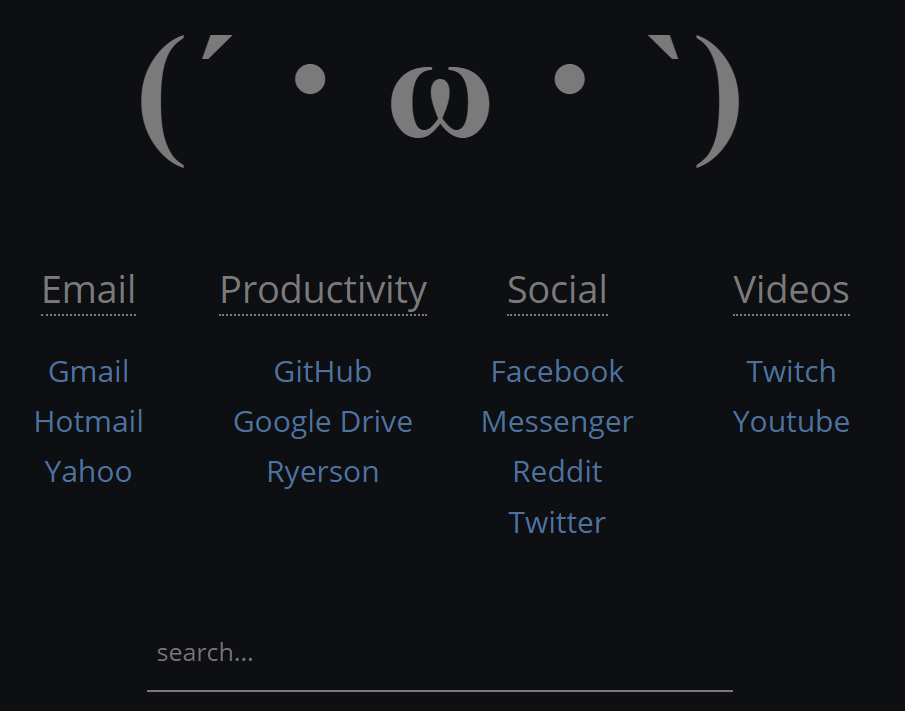 (´・ω・`)
Email
Gmail
Hotmail
Yahoo
Productivity
GitHub
Google Drive
Ryerson
Social
Facebook
Messenger
Reddit
Twitter
Videos
Twitch
Youtube
search...